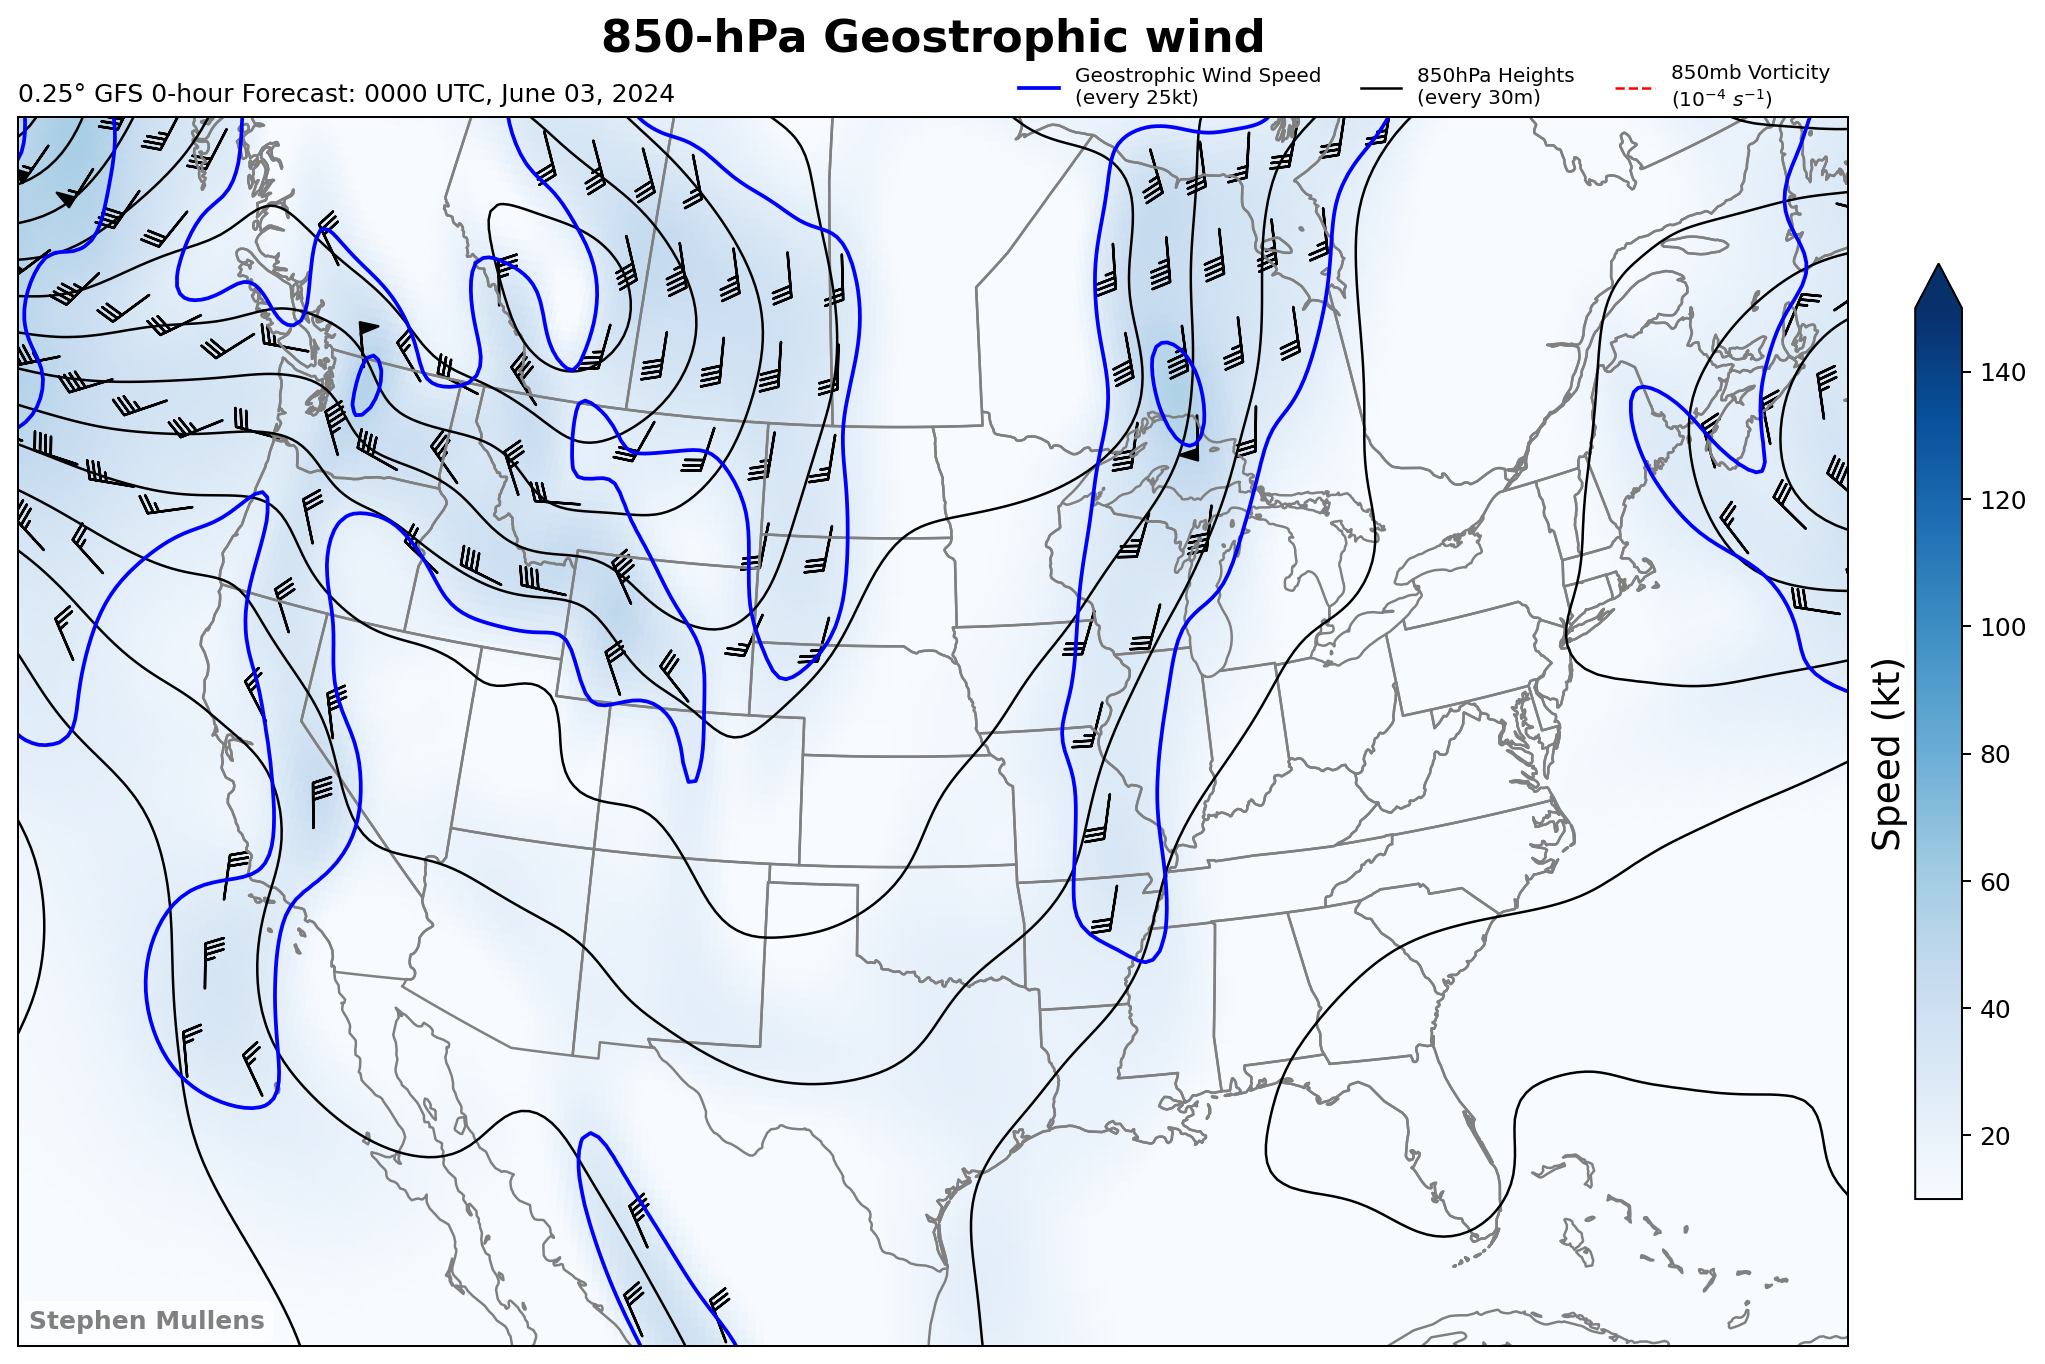 850-hPa Geostrophic wind
0.25° GFS 0-hour Forecast: 0000 UTC, June 03, 2024
Geostrophic Wind Speed
(every 25kt)
850hPa Heights
(every 30m)
850mb Vorticity
(10⁻⁴ s⁻¹)
140
120
100
80
60
40
20
Speed (kt)
Stephen Mullens